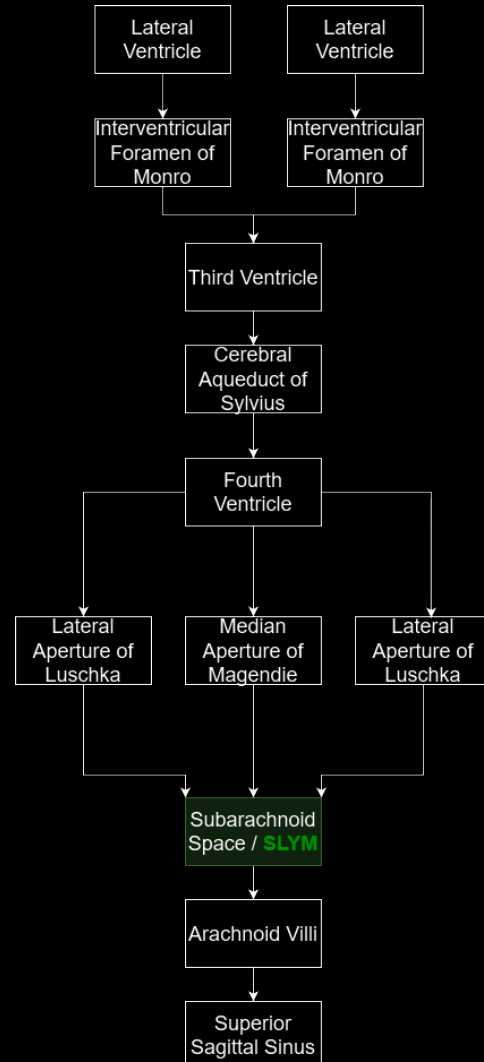 Lateral
Ventricle
Lateral
Ventricle
Interventricular
Foramen of
Monro
Interventricular
Foramen of
Monro
Third Ventricle
Cerebral
Aqueduct of
Sylvius
Fourth
Ventricle
Lateral
Aperture of
Luschka
Median
Aperture of
Magendie
Lateral
Aperture of
Luschka
Subarachnoid
Space / SLYM
Arachnoid Villi
Superior
Sagittal Sinus